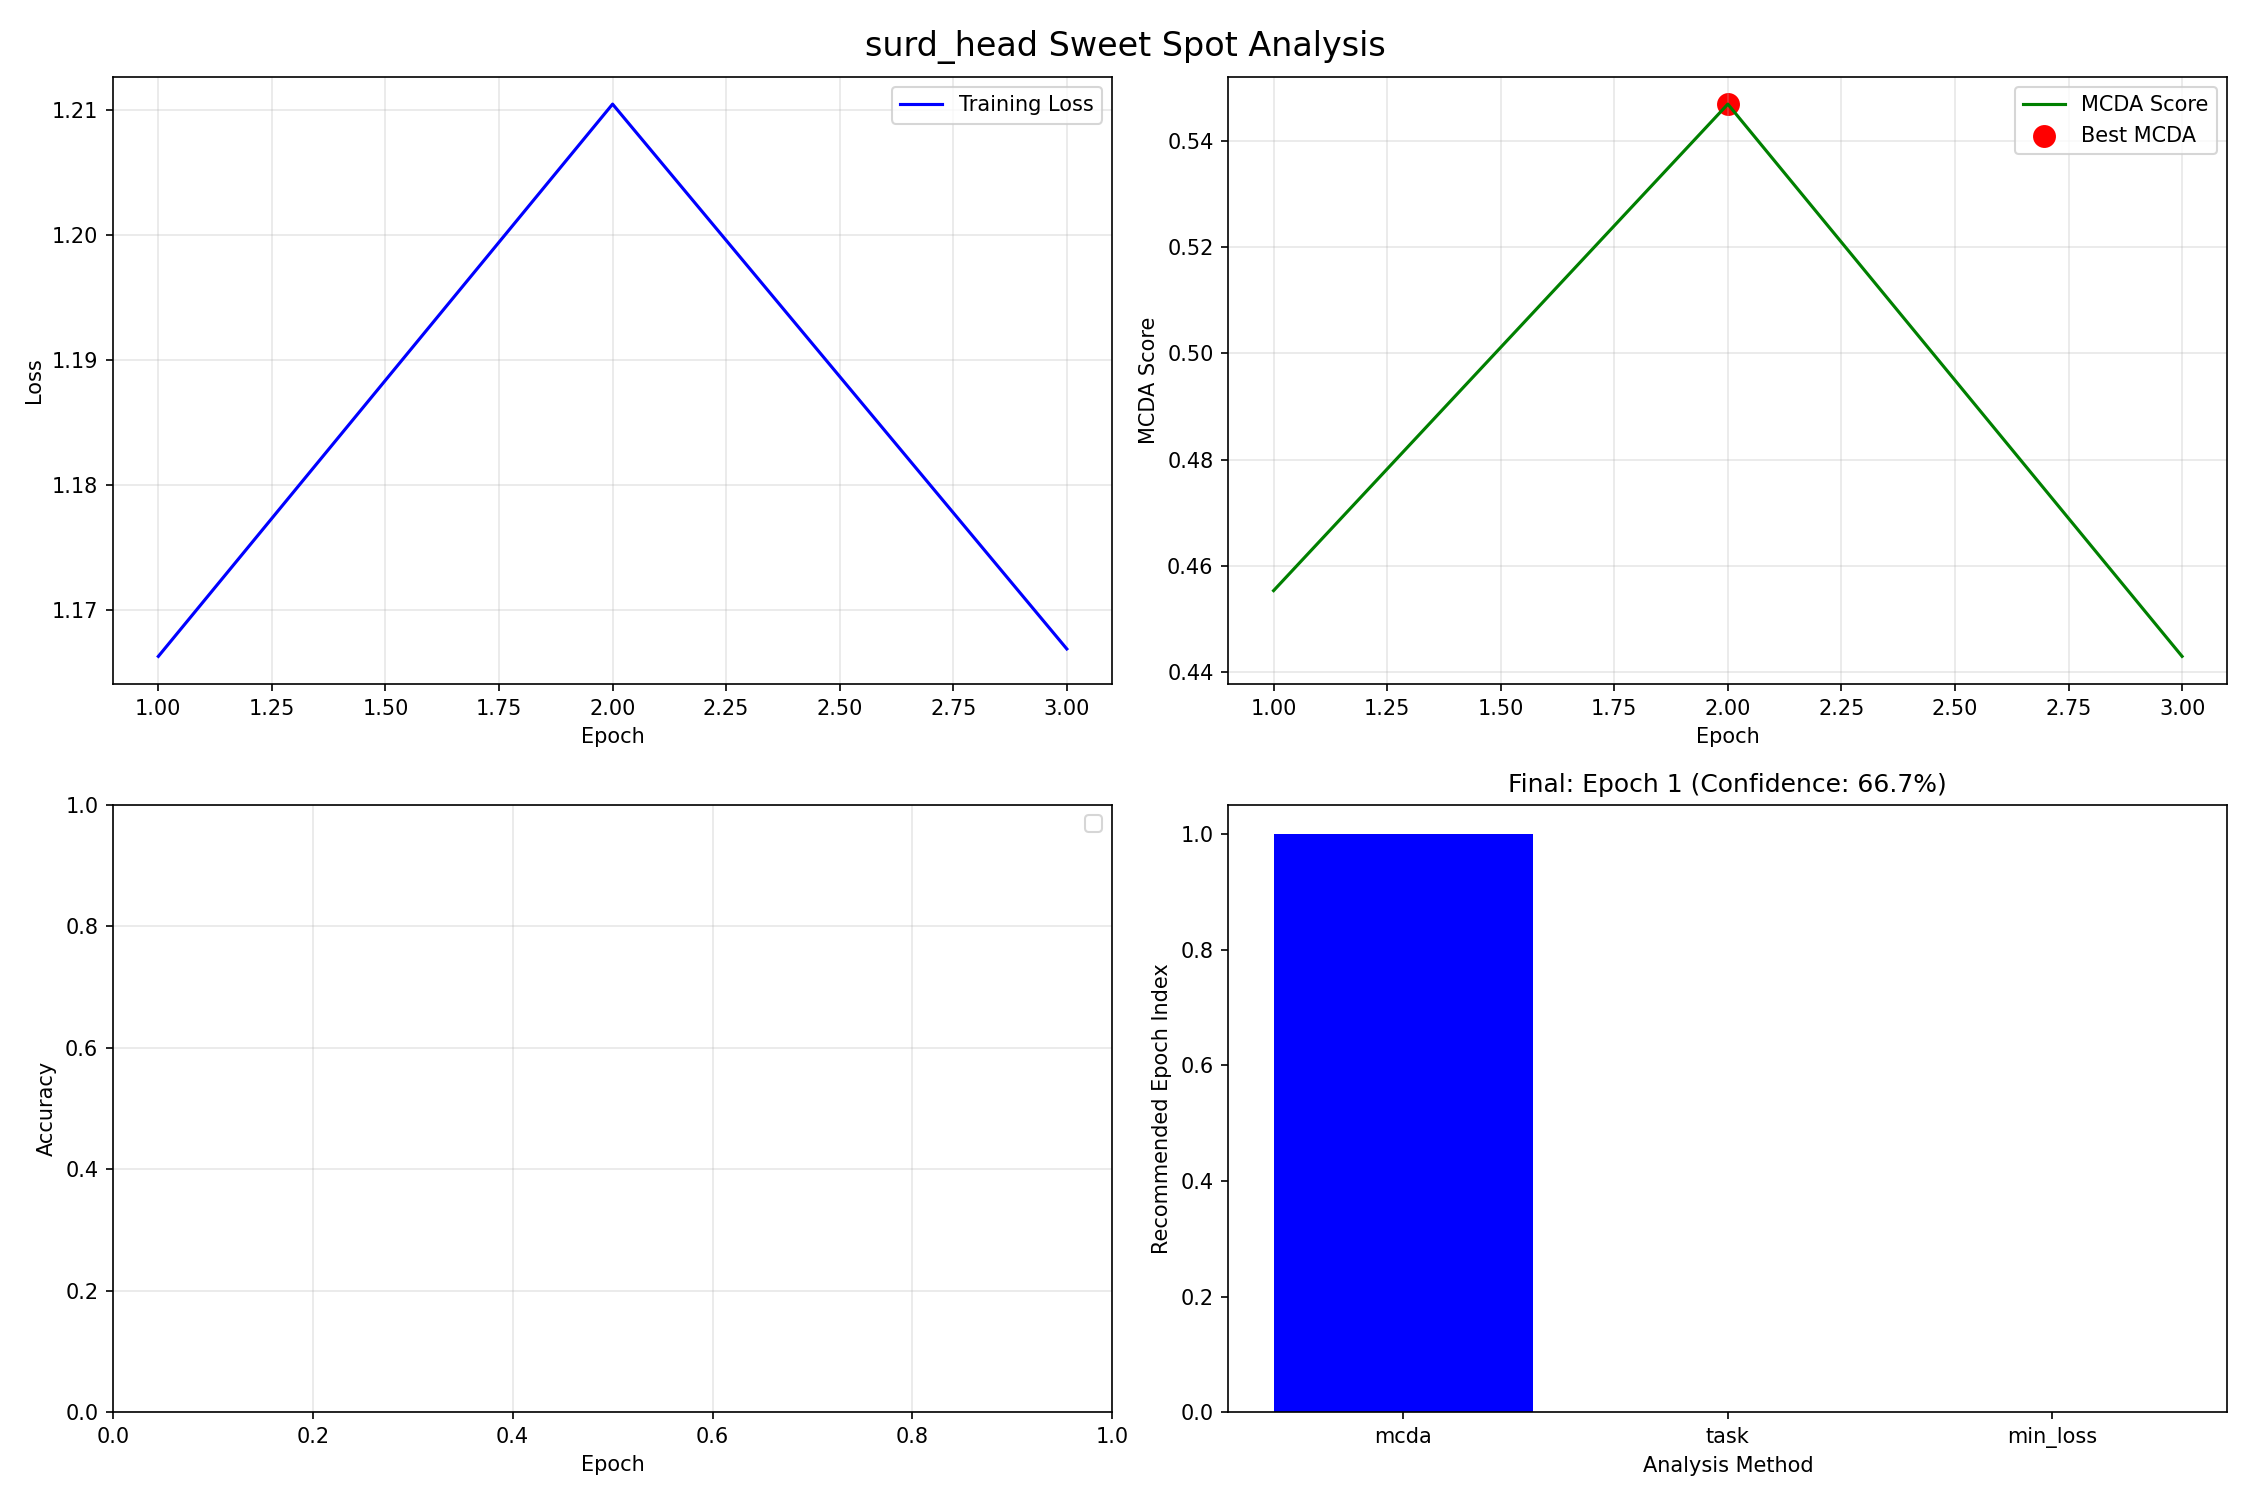 surd_head Sweet Spot Analysis
Training Loss
1.21
1.20
1.19
1.18
1.17
Loss
1.00 1.25 1.50 1.75 2.00 2.25 2.50 2.75 3.00
Epoch
MCDA Score
Best MCDA
0.54
0.52
0.50
0.48
0.46
0.44
MCDA Score
1.00 1.25 1.50 1.75 2.00 2.25 2.50 2.75 3.00
Epoch
1.0
0.8
0.6
0.4
0.2
0.0
Accuracy
0.0 0.2 0.4 0.6 0.8 1.0
Epoch
Final: Epoch 1 (Confidence: 66.7%)
1.0
0.8
0.6
0.4
0.2
0.0
Recommended Epoch Index
mcda task min_loss
Analysis Method